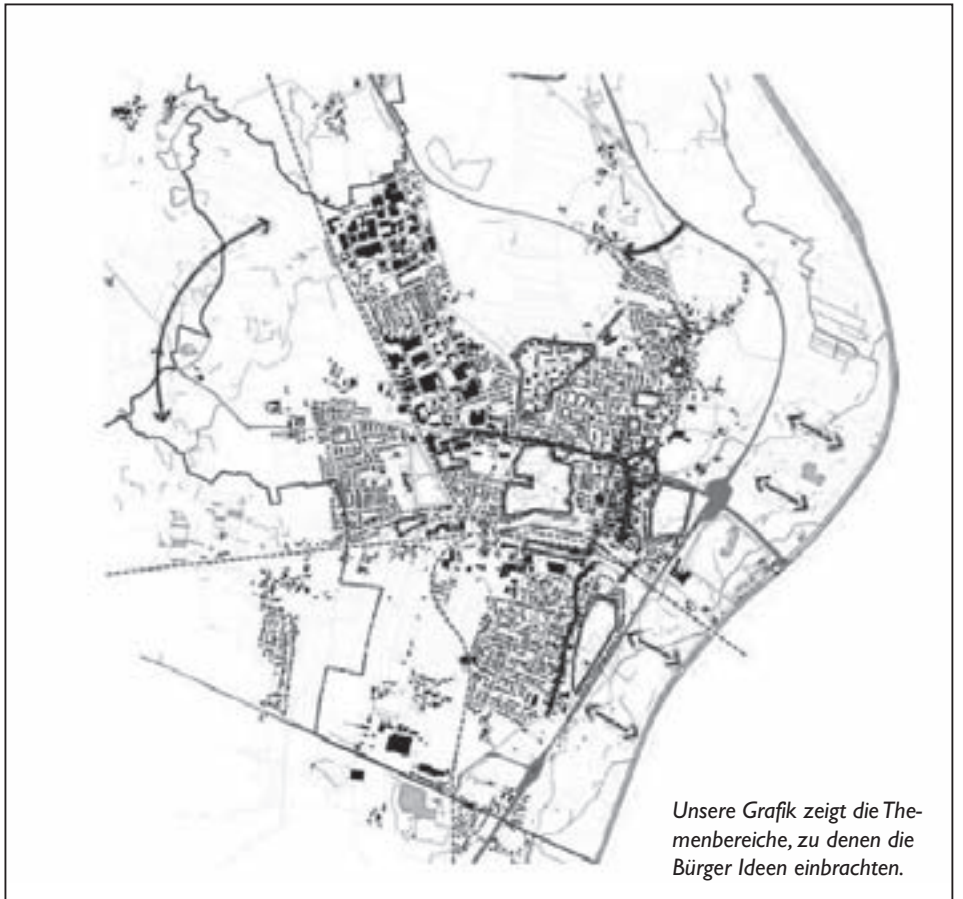 Unsere Grafik zeigt die The-
menbereiche, zu denen die
Bürger Ideen einbrachten.